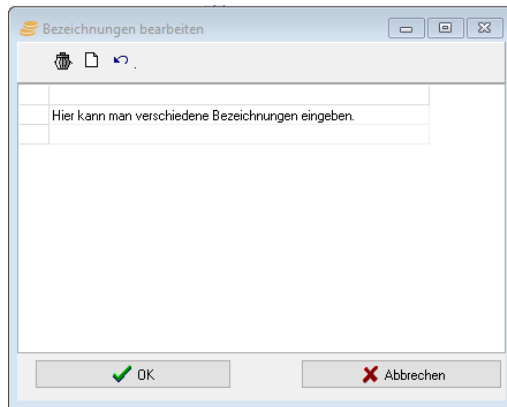 Bezeichnungen bearbeiten
Hier kann man verschiedene Bezeichnungen eingeben.
OK
Abbrechen